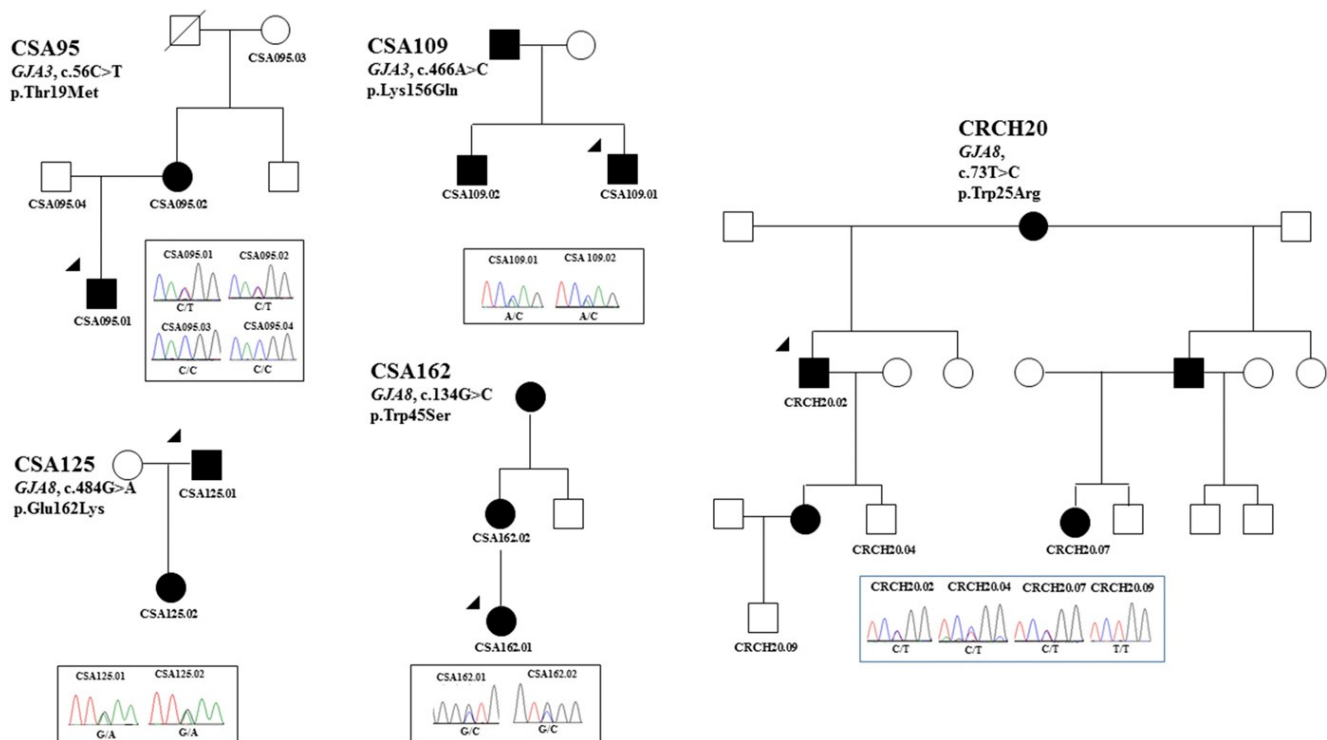 CSA95
GJA3, c.56C>T
p.Thr19Met
CSA095.03
CSA095.04
CSA095.02
CSA095.01
CSA095.01 CSA095.02
C/T C/T
CSA095.03 CSA095.04
C/C C/C
CSA109
GJA3, c.466A>C
p.Lys156Gln
CSA109.02
CSA109.01
CSA109.01 CSA 109.02
A/C A/C
CSA125
GJA8, c.484G>A
p.Glu162Lys
CSA125.01
CSA125.02
CSA125.01 CSA125.02
G/A G/A
CSA162
GJA8, c.134G>C
p.Trp45Ser
CSA162.02
CSA162.01
CSA162.01 CSA162.02
G/C G/C
CRCH20
GJA8,
c.73T>C
p.Trp25Arg
CRCH20.02
CRCH20.04
CRCH20.07
CRCH20.09
CRCH20.02 CRCH20.04 CRCH20.07 CRCH20.09
C/T C/T C/T T/T